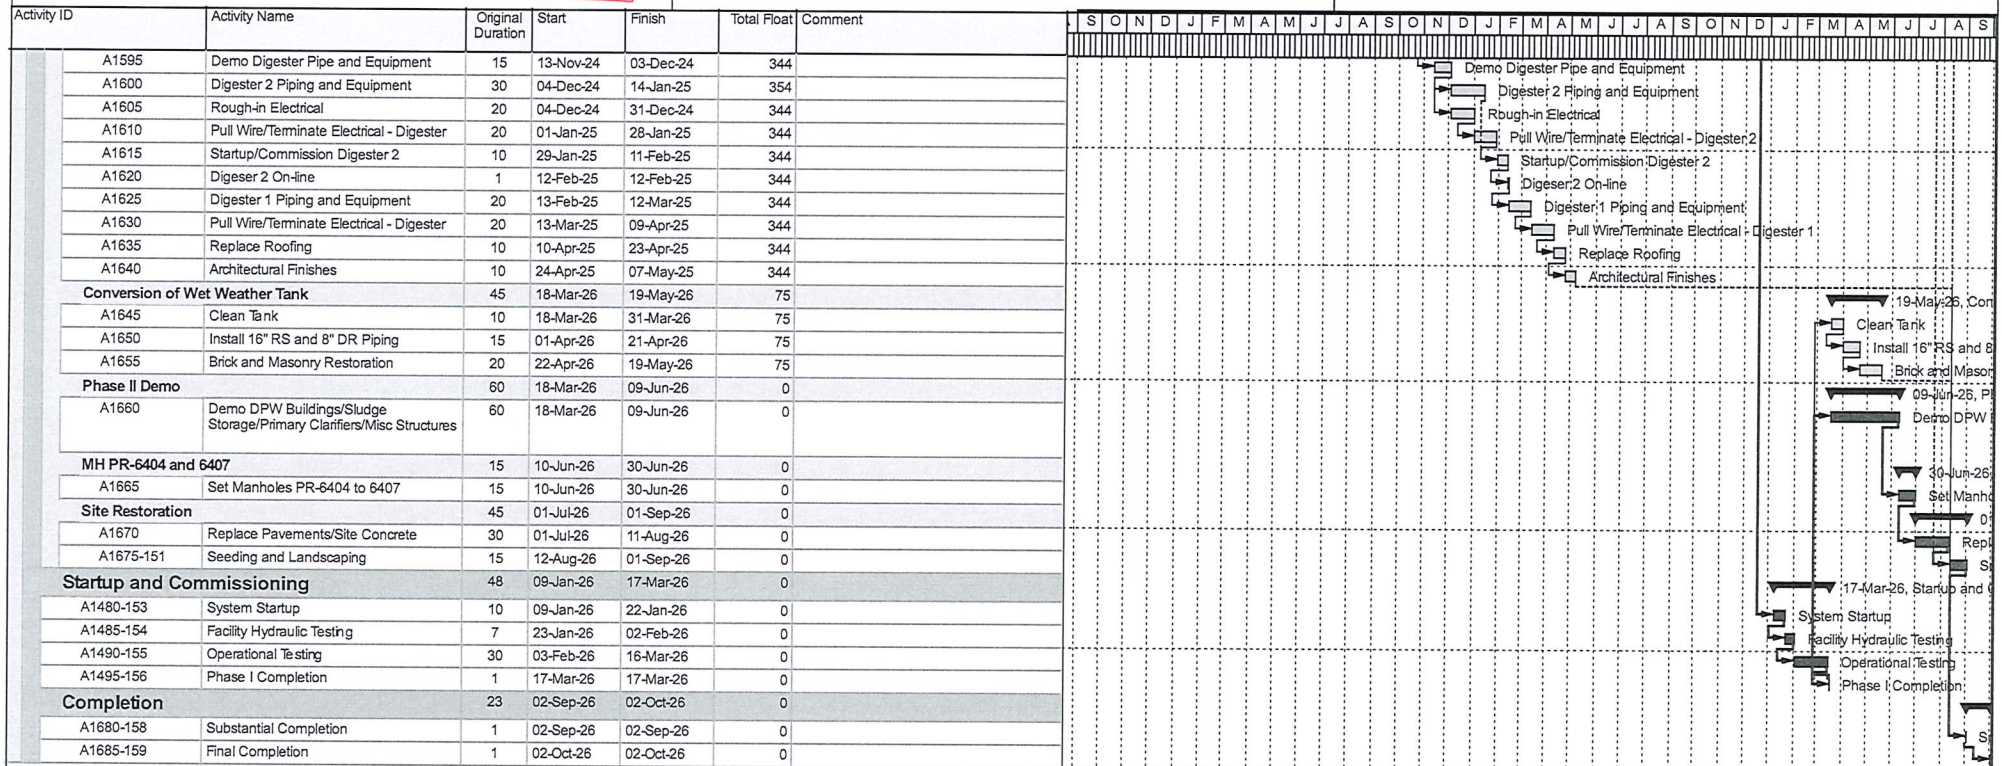 Activity ID Activity Name Original Duration Start Finish Total Float Comment S O N D J F M A M J J A S O N D J F M A M J J A S O N D J F M A M J J A S
A1595 Demo Digester Pipe and Equipment 15 13-Nov-24 03-Dec-24 344 Demo Digester Pipe and Equipment
A1600 Digester 2 Piping and Equipment 30 04-Dec-24 14-Jan-25 354 Digester 2 Piping and Equipment
A1605 Rough-in Electrical 20 04-Dec-24 31-Dec-24 344 Rough-in Electrical
A1610 Pull Wire/Terminate Electrical - Digester 20 01-Jan-25 28-Jan-25 344 Pull Wire/Terminate Electrical - Digester 2
A1615 Startup/Commission Digester 2 10 29-Jan-25 11-Feb-25 344 Startup/Commission Digester 2
A1620 Digeser 2 On-line 1 12-Feb-25 12-Feb-25 344 Digeser 2 On-line
A1625 Digester 1 Piping and Equipment 20 13-Feb-25 12-Mar-25 344 Digester 1 Piping and Equipment
A1630 Pull Wire/Terminate Electrical - Digester 20 13-Mar-25 09-Apr-25 344 Pull Wire/Terminate Electrical - Digester 1
A1635 Replace Roofing 10 10-Apr-25 23-Apr-25 344 Replace Roofing
A1640 Architectural Finishes 10 24-Apr-25 07-May-25 344 Architectural Finishes
Conversion of Wet Weather Tank 45 18-Mar-26 19-May-26 75 19-May-26, Con
A1645 Clean Tank 10 18-Mar-26 31-Mar-26 75 Clean Tank
A1650 Install 16" RS and 8" DR Piping 15 01-Apr-26 21-Apr-26 75 Install 16" RS and 8
A1655 Brick and Masonry Restoration 20 22-Apr-26 19-May-26 75 Brick and Mason
Phase II Demo 60 18-Mar-26 09-Jun-26 0 09-Jun-26, P
A1660 Demo DPW Buildings/Sludge 60 18-Mar-26 09-Jun-26 0 Demo DPW
Storage/Primary Clarifiers/Misc Structures
MH PR-6404 and 6407 15 10-Jun-26 30-Jun-26 0 30-Jun-26
A1665 Set Manholes PR-6404 to 6407 15 10-Jun-26 30-Jun-26 0 Set Manho
Site Restoration 45 01-Jul-26 01-Sep-26 0 0
A1670 Replace Pavements/Site Concrete 30 01-Jul-26 11-Aug-26 0 Repl
A1675-151 Seeding and Landscaping 15 12-Aug-26 01-Sep-26 0 S
Startup and Commissioning 48 09-Jan-26 17-Mar-26 0 17-Mar-26, Startup and
A1480-153 System Startup 10 09-Jan-26 22-Jan-26 0 System Startup
A1485-154 Facility Hydraulic Testing 7 23-Jan-26 02-Feb-26 0 Facility Hydraulic Testing
A1490-155 Operational Testing 30 03-Feb-26 16-Mar-26 0 Operational Testing
A1495-156 Phase I Completion 1 17-Mar-26 17-Mar-26 0 Phase I Completion
Completion 23 02-Sep-26 02-Oct-26 0
A1680-158 Substantial Completion 1 02-Sep-26 02-Sep-26 0 S
A1685-159 Final Completion 1 02-Oct-26 02-Oct-26 0